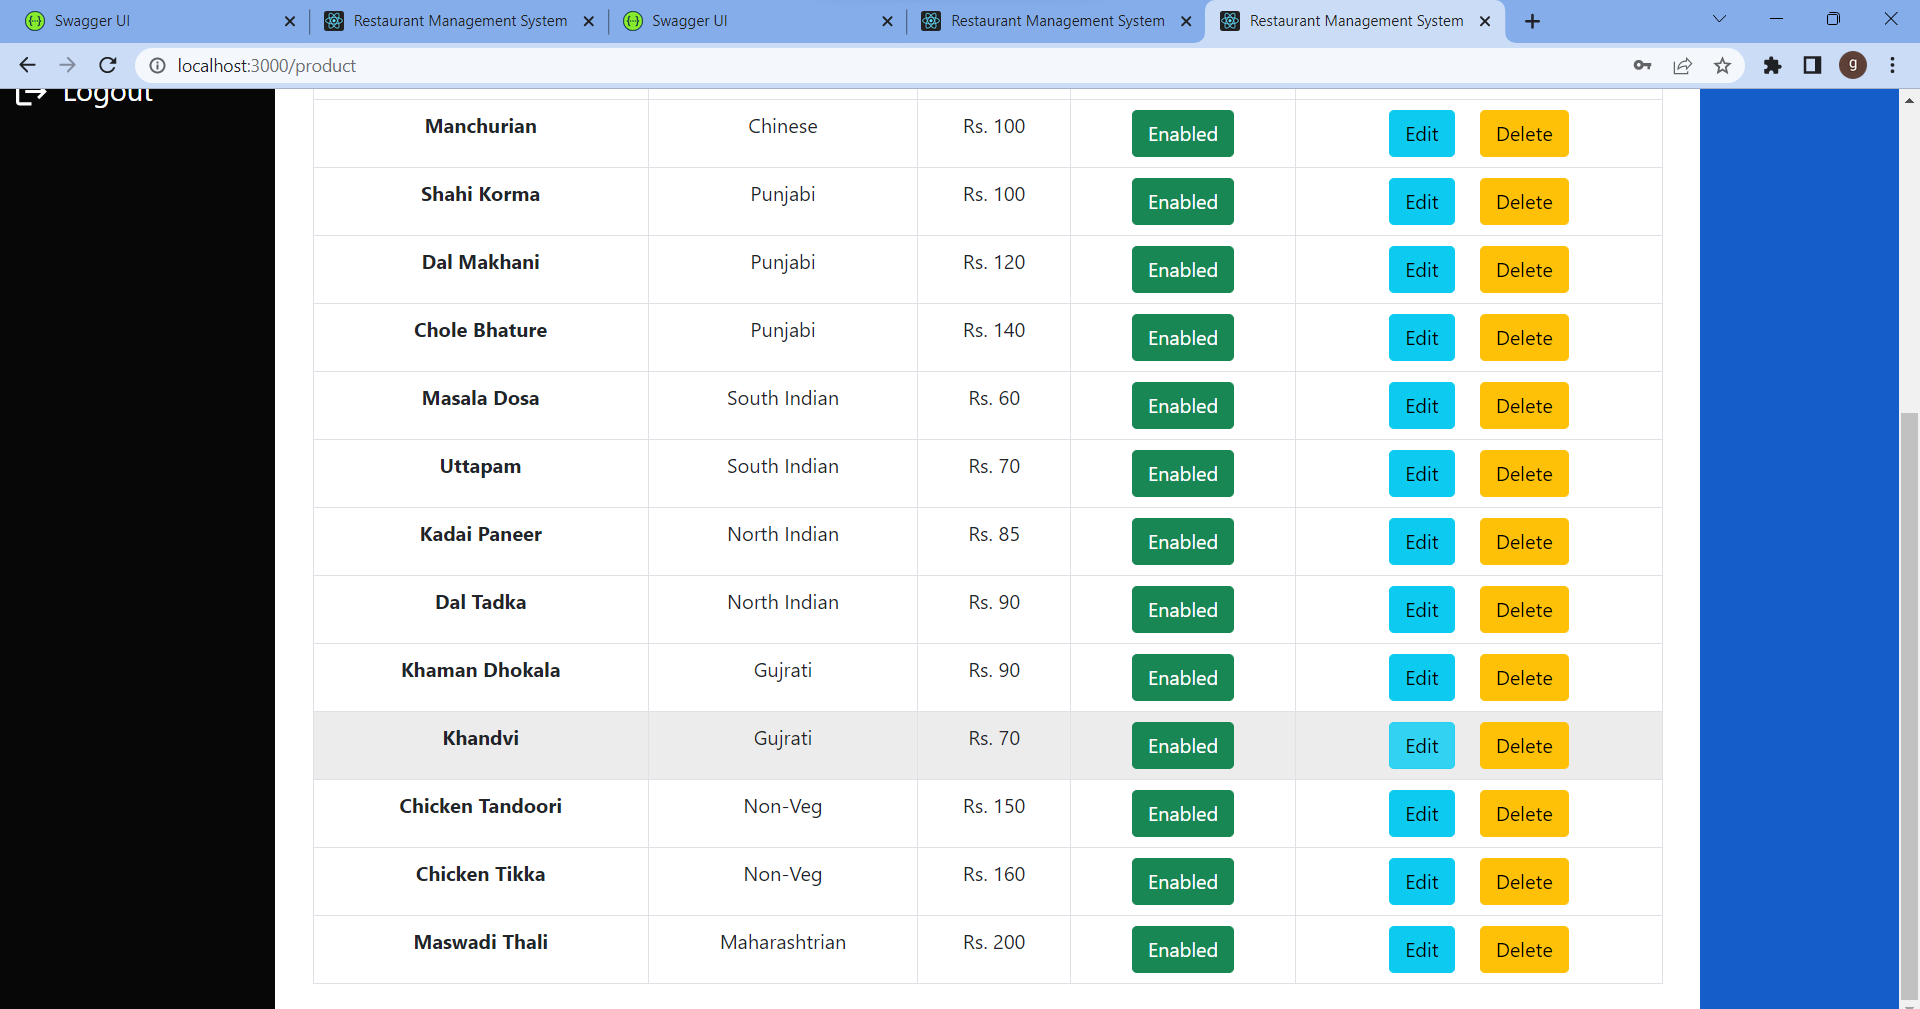 Swagger UI Restaurant Management System Swagger UI Restaurant Management System Restaurant Management System
localhost:3000/product g
Logout
Manchurian Chinese Rs. 100 Enabled Edit Delete
Shahi Korma Punjabi Rs. 100 Enabled Edit Delete
Dal Makhani Punjabi Rs. 120 Enabled Edit Delete
Chole Bhature Punjabi Rs. 140 Enabled Edit Delete
Masala Dosa South Indian Rs. 60 Enabled Edit Delete
Uttapam South Indian Rs. 70 Enabled Edit Delete
Kadai Paneer North Indian Rs. 85 Enabled Edit Delete
Dal Tadka North Indian Rs. 90 Enabled Edit Delete
Khaman Dhokala Gujrati Rs. 90 Enabled Edit Delete
Khandvi Gujrati Rs. 70 Enabled Edit Delete
Chicken Tandoori Non-Veg Rs. 150 Enabled Edit Delete
Chicken Tikka Non-Veg Rs. 160 Enabled Edit Delete
Maswadi Thali Maharashtrian Rs. 200 Enabled Edit Delete